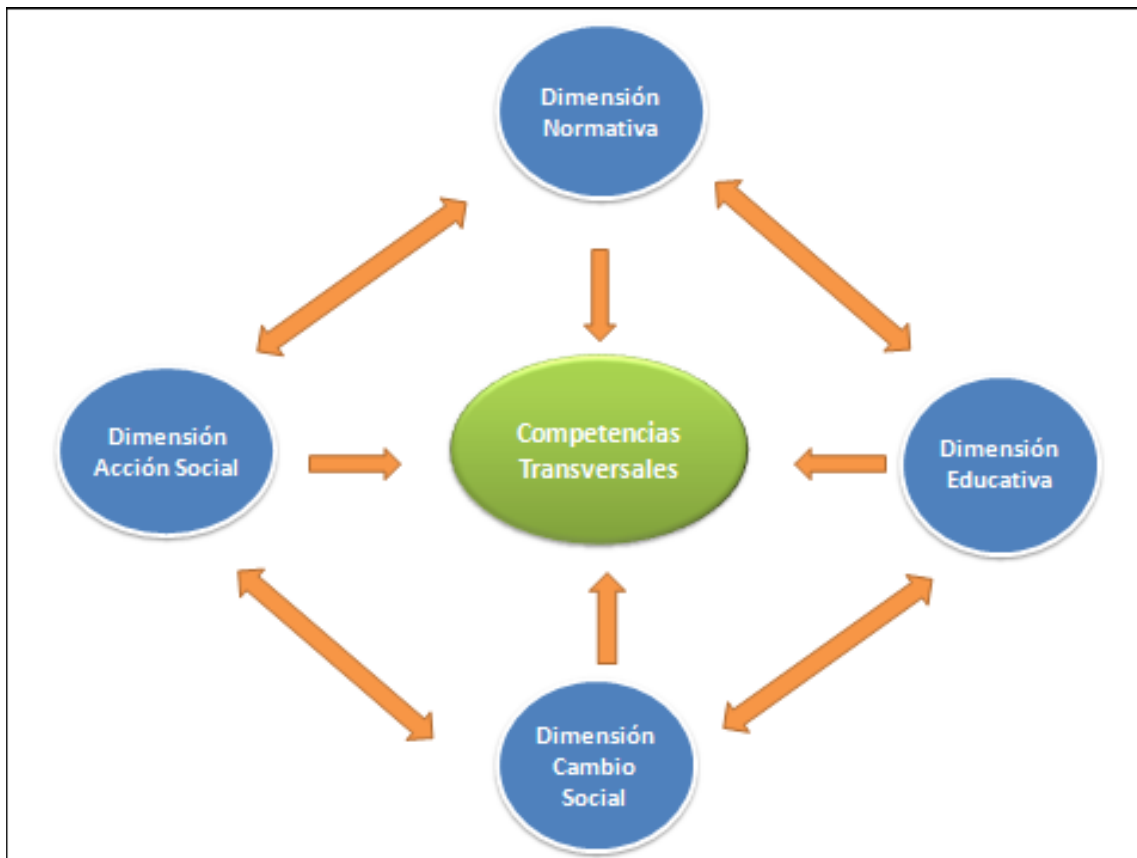 Dimensión
Normativa
Dimensión
Acción Social
Competencias
Transversales
Dimensión
Educativa
Dimensión
Cambio
Social